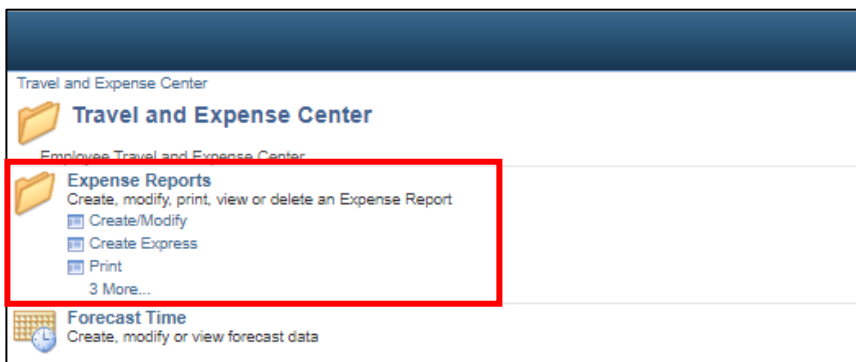 Travel and Expense Center
Travel and Expense Center
Employee Travel and Expense Center
Expense Reports
Create, modify, print, view or delete an Expense Report
Create/Modify
Create Express
Print
3 More...
Forecast Time
Create, modify or view forecast data